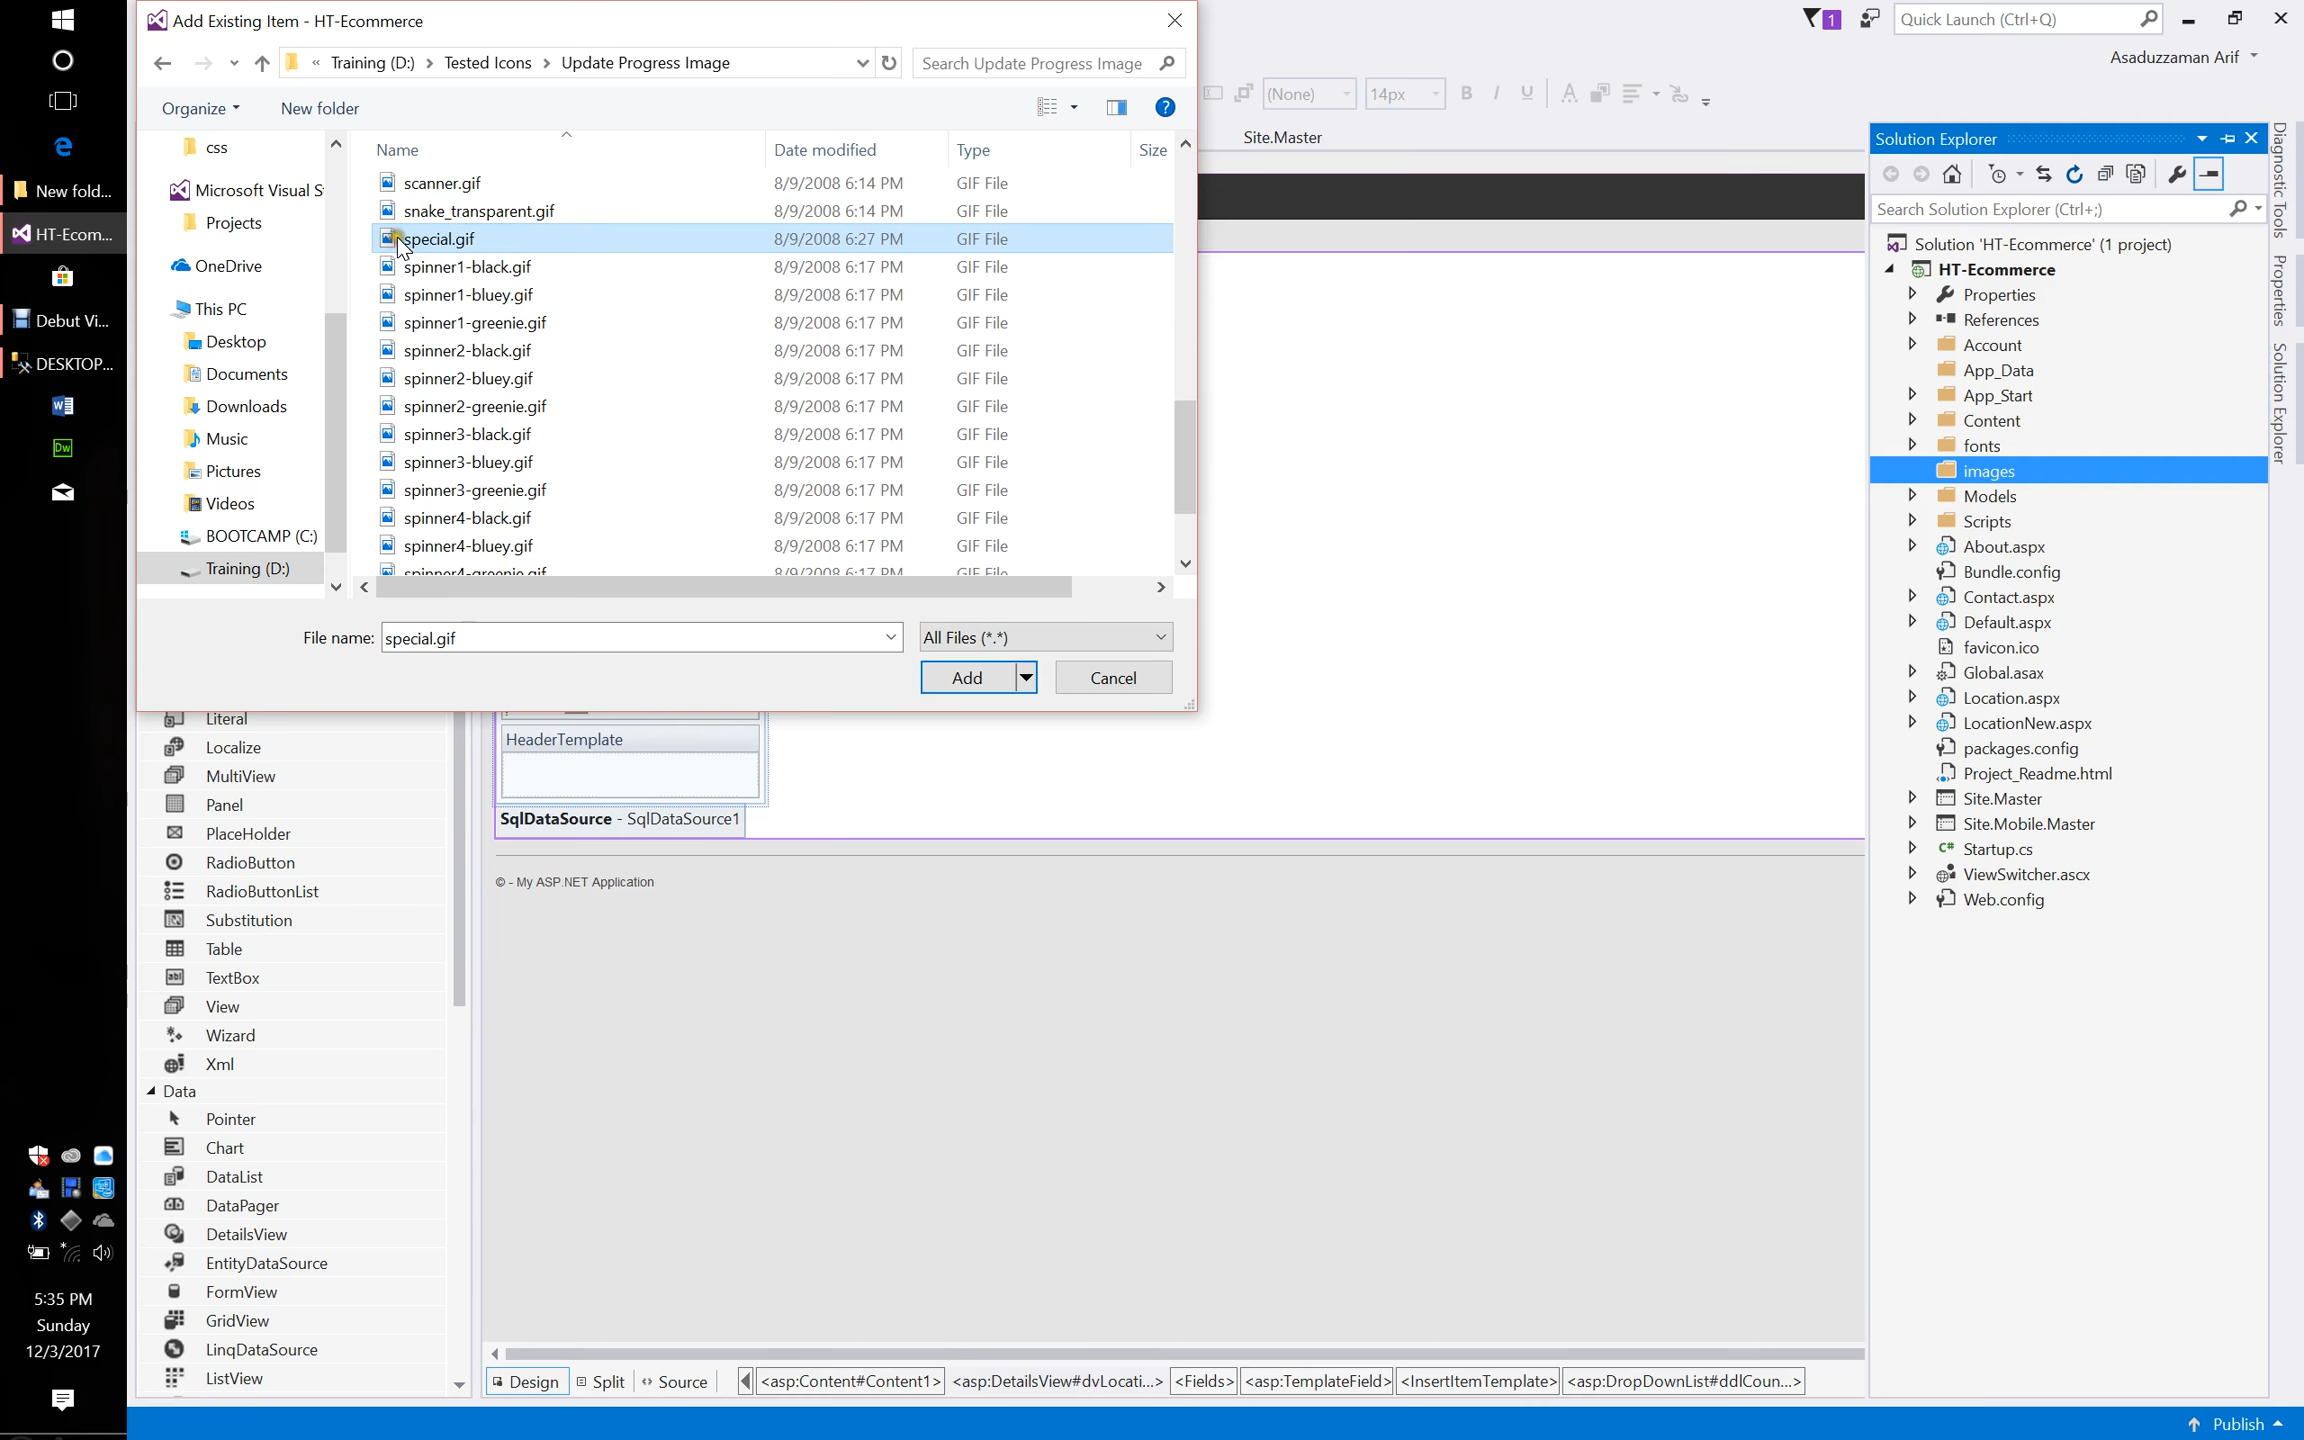 Add Existing Item - HT-Ecommerce
« Training (D:) › Tested Icons › Update Progress Image
Search Update Progress Image
Organize
New folder
css
Microsoft Visual S
Projects
OneDrive
This PC
Desktop
Documents
Downloads
Music
Pictures
Videos
BOOTCAMP (C:)
Training (D:)
Name Date modified Type Size
scanner.gif 8/9/2008 6:14 PM GIF File
snake_transparent.gif 8/9/2008 6:14 PM GIF File
special.gif 8/9/2008 6:27 PM GIF File
spinner1-black.gif 8/9/2008 6:17 PM GIF File
spinner1-bluey.gif 8/9/2008 6:17 PM GIF File
spinner1-greenie.gif 8/9/2008 6:17 PM GIF File
spinner2-black.gif 8/9/2008 6:17 PM GIF File
spinner2-bluey.gif 8/9/2008 6:17 PM GIF File
spinner2-greenie.gif 8/9/2008 6:17 PM GIF File
spinner3-black.gif 8/9/2008 6:17 PM GIF File
spinner3-bluey.gif 8/9/2008 6:17 PM GIF File
spinner3-greenie.gif 8/9/2008 6:17 PM GIF File
spinner4-black.gif 8/9/2008 6:17 PM GIF File
spinner4-bluey.gif 8/9/2008 6:17 PM GIF File
spinner4-greenie.gif 8/9/2008 6:17 PM GIF File
File name: special.gif
All Files (*.*)
Add
Cancel
New fold...
HT-Ecom...
Debut Vi...
DESKTOP...
Dw
5:35 PM
Sunday
12/3/2017
Literal
Localize
MultiView
Panel
PlaceHolder
RadioButton
RadioButtonList
Substitution
Table
TextBox
View
Wizard
Xml
Data
Pointer
Chart
DataList
DataPager
DetailsView
EntityDataSource
FormView
GridView
LinqDataSource
ListView
HeaderTemplate
SqlDataSource - SqlDataSource1
© - My ASP.NET Application
Design
Split
Source
<asp:Content#Content1>
<asp:DetailsView#dvLocati...>
<Fields>
<asp:TemplateField>
<InsertItemTemplate>
<asp:DropDownList#ddlCoun...>
1
Quick Launch (Ctrl+Q)
Asaduzzaman Arif
(None)
14px
B I U A
Site.Master
Solution Explorer
Search Solution Explorer (Ctrl+;)
Solution 'HT-Ecommerce' (1 project)
HT-Ecommerce
Properties
References
Account
App_Data
App_Start
Content
fonts
images
Models
Scripts
About.aspx
Bundle.config
Contact.aspx
Default.aspx
favicon.ico
Global.asax
Location.aspx
LocationNew.aspx
packages.config
Project_Readme.html
Site.Master
Site.Mobile.Master
C# Startup.cs
ViewSwitcher.ascx
Web.config
Diagnostic Tools
Properties
Solution Explorer
Publish